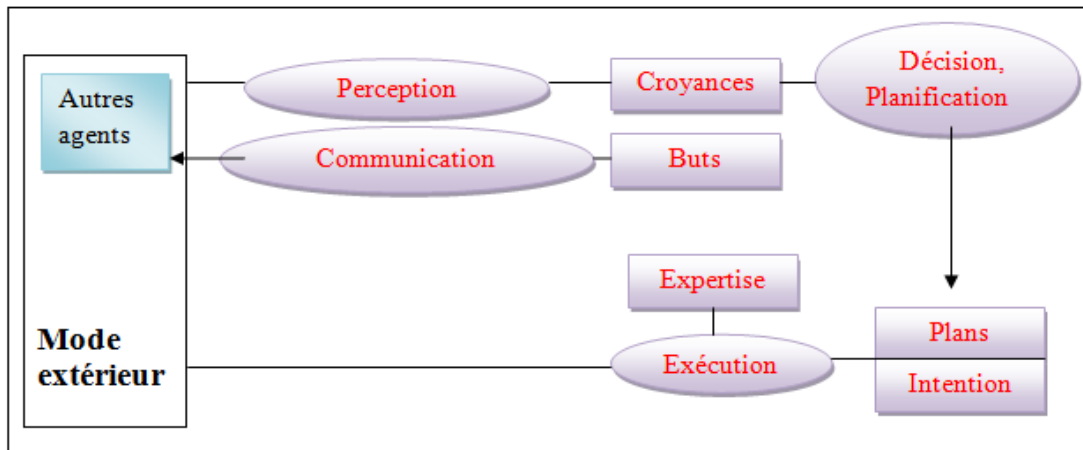 Autres
agents
Perception
Croyances
Décision,
Planification
Communication
Buts
Expertise
Mode
extérieur
Exécution
Plans
Intention